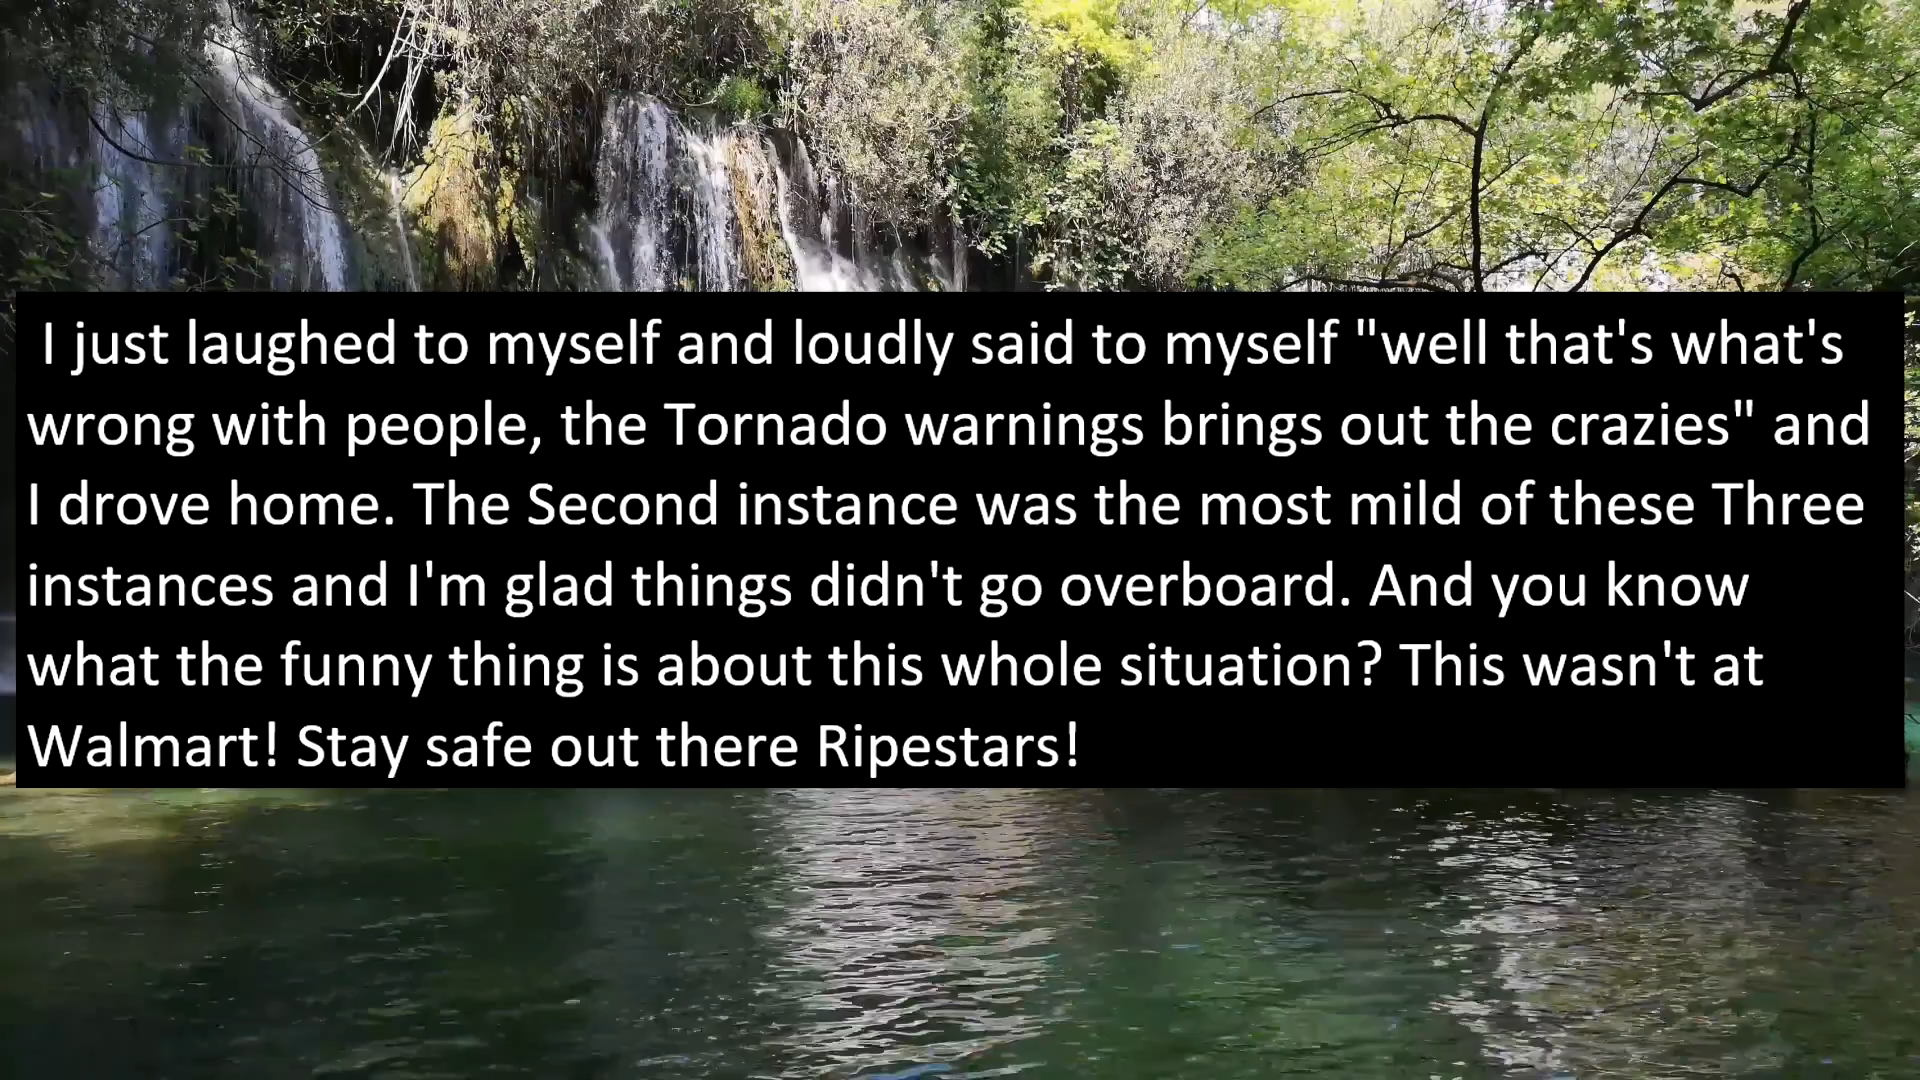 I just laughed to myself and loudly said to myself "well that's what's
wrong with people, the Tornado warnings brings out the crazies" and
I drove home. The Second instance was the most mild of these Three
instances and I'm glad things didn't go overboard. And you know
what the funny thing is about this whole situation? This wasn't at
Walmart! Stay safe out there Ripestars!